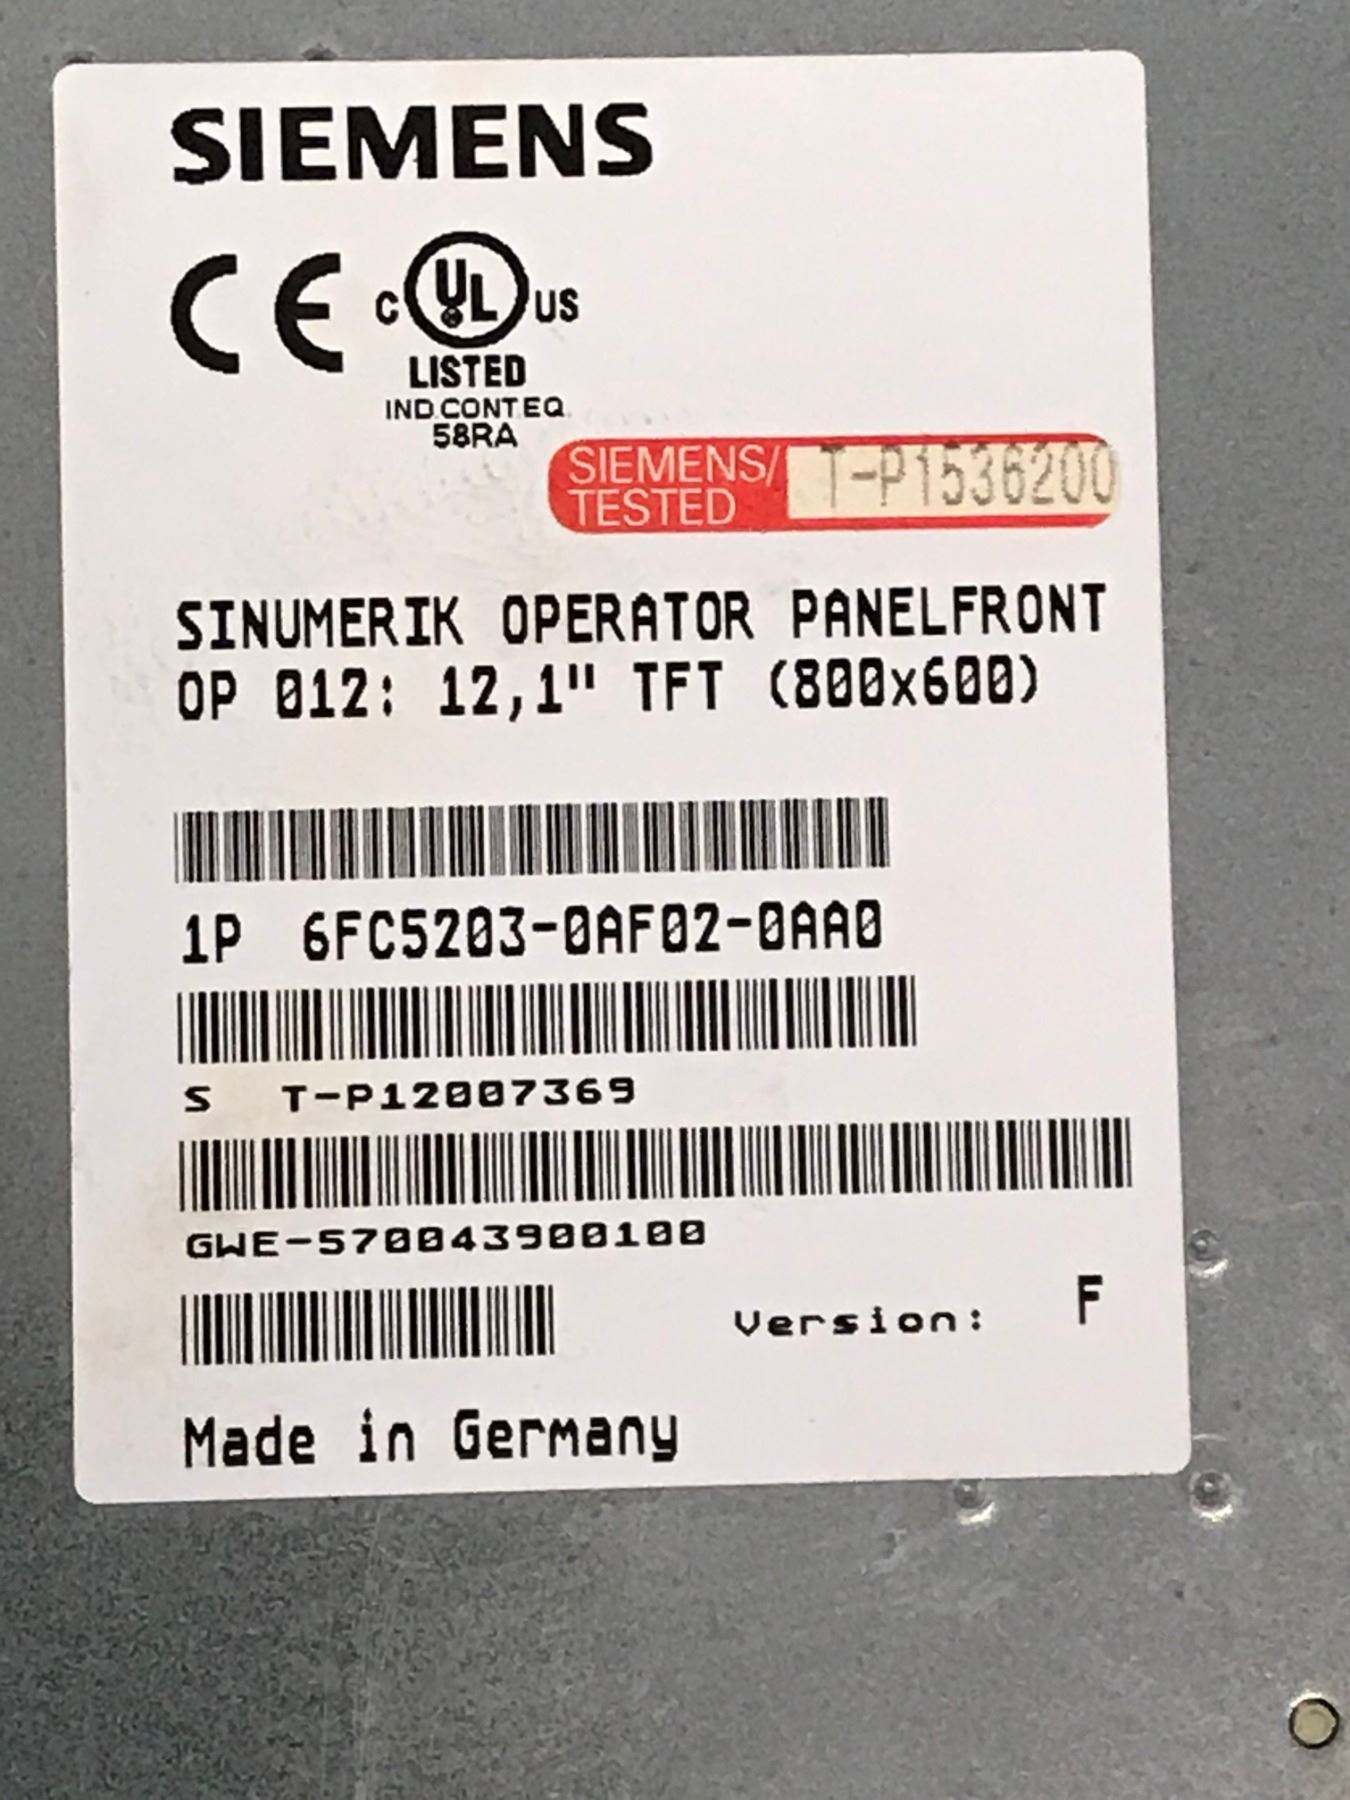 SIEMENS
CE
C UL US
LISTED
IND.CONT.EQ.
58RA
SIEMENS/
TESTED
T-P1536200
SINUMERIK OPERATOR PANELFRONT
OP 012: 12,1" TFT (800x600)
1P 6FC5203-0AF02-0AA0
S T-P12007369
GWE-570043900100
Version: F
Made in Germany